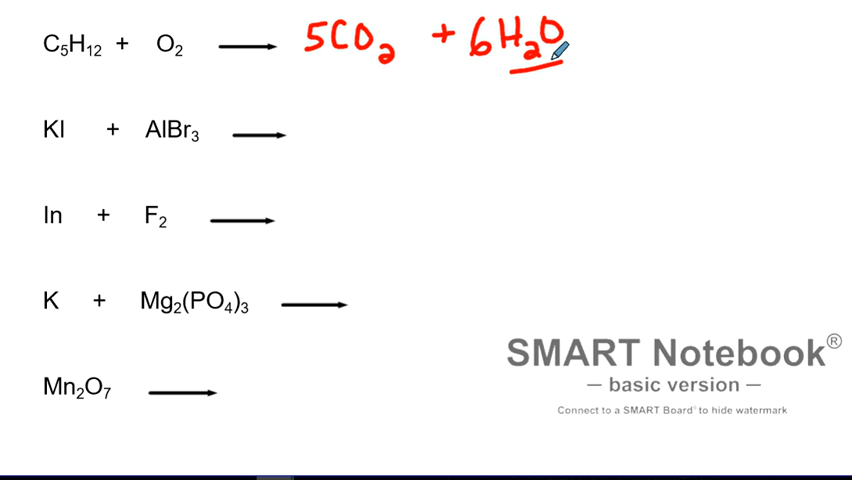 C₅H₁₂ + O₂ ⟶ 5CO₂ + 6H₂O
KI + AlBr₃ ⟶
In + F₂ ⟶
K + Mg₂(PO₄)₃ ⟶
Mn₂O₇ ⟶
SMART Notebook®
— basic version —
Connect to a SMART Board® to hide watermark